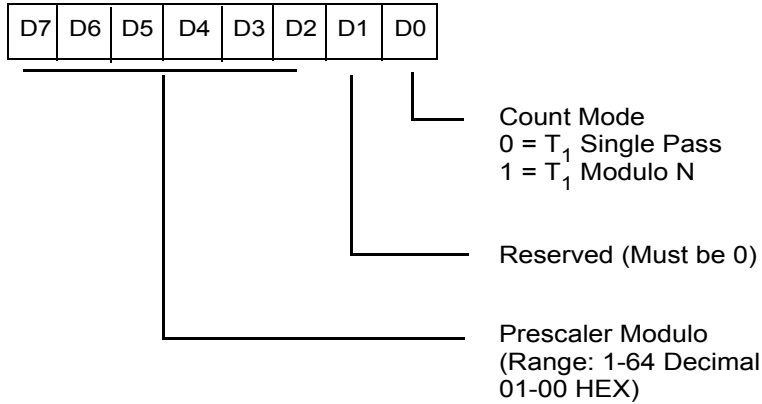 D7 D6 D5 D4 D3 D2 D1 D0
Count Mode
0 = T1 Single Pass
1 = T1 Modulo N
Reserved (Must be 0)
Prescaler Modulo
(Range: 1-64 Decimal
01-00 HEX)